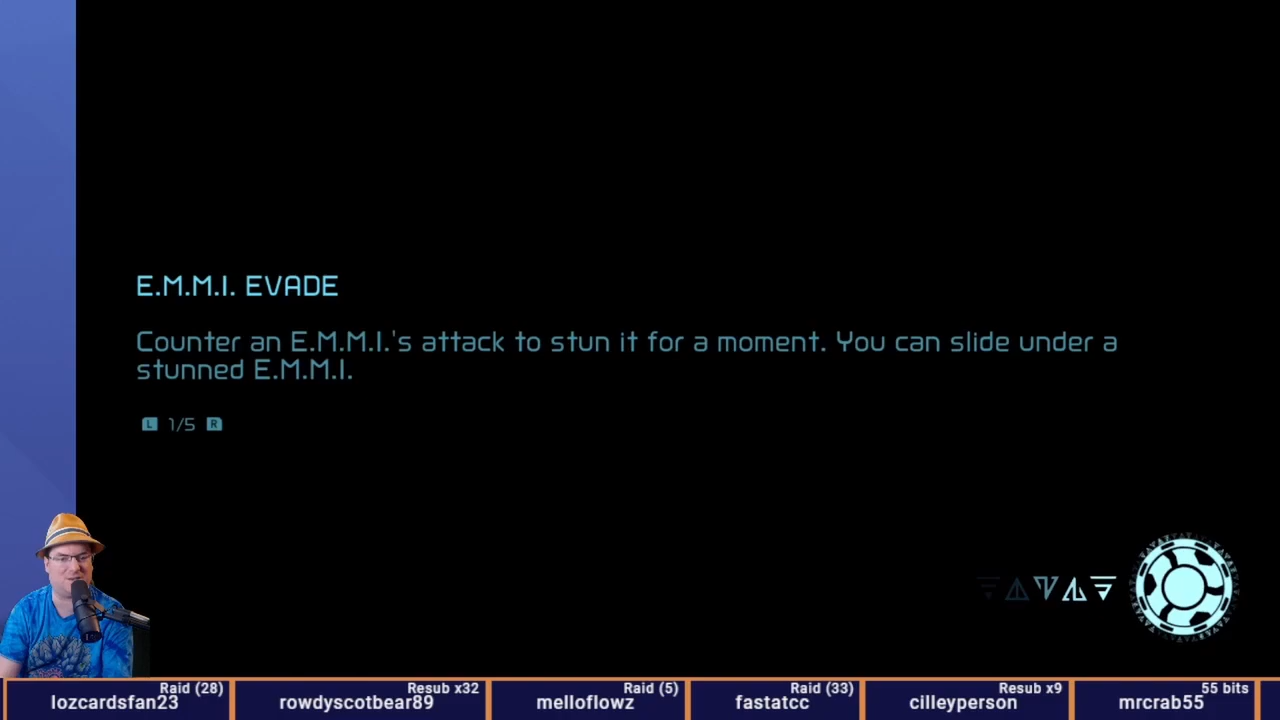 E.M.M.I. EVADE
Counter an E.M.M.I.'s attack to stun it for a moment. You can slide under a
stunned E.M.M.I.
L 1/5 R
Raid (28)
lozcardsfan23
Resub x32
rowdyscotbear89
Raid (5)
melloflowz
Raid (33)
fastatcc
Resub x9
cilleyperson
55 bits
mrcrab55